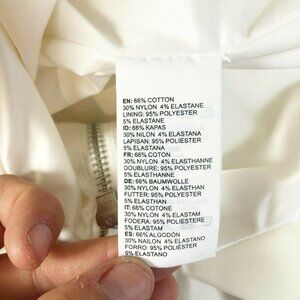 EN: 66% COTTON
30% NYLON 4% ELASTANE
LINING: 95% POLYESTER
5% ELASTANE
ID: 66% KAPAS
30% NILON 4% ELASTANA
LAPISAN: 95% POLIESTER
5% ELASTANA
FR: 66% COTON
30% NYLON 4% ELASTHANNE
DOUBLURE: 95% POLYESTER
5% ELASTHANNE
DE: 66% BAUMWOLLE
30% NYLON 4% ELASTHAN
FUTTER: 95% POLYESTER
5% ELASTHAN
IT: 66% COTONE
30% NYLON 4% ELASTAM
FODERA: 95% POLIESTERE
5% ELASTAM
ES: 66% ALGODÓN
30% NAILON 4% ELASTANO
FORRO: 95% POLIÉSTER
5% ELASTANO